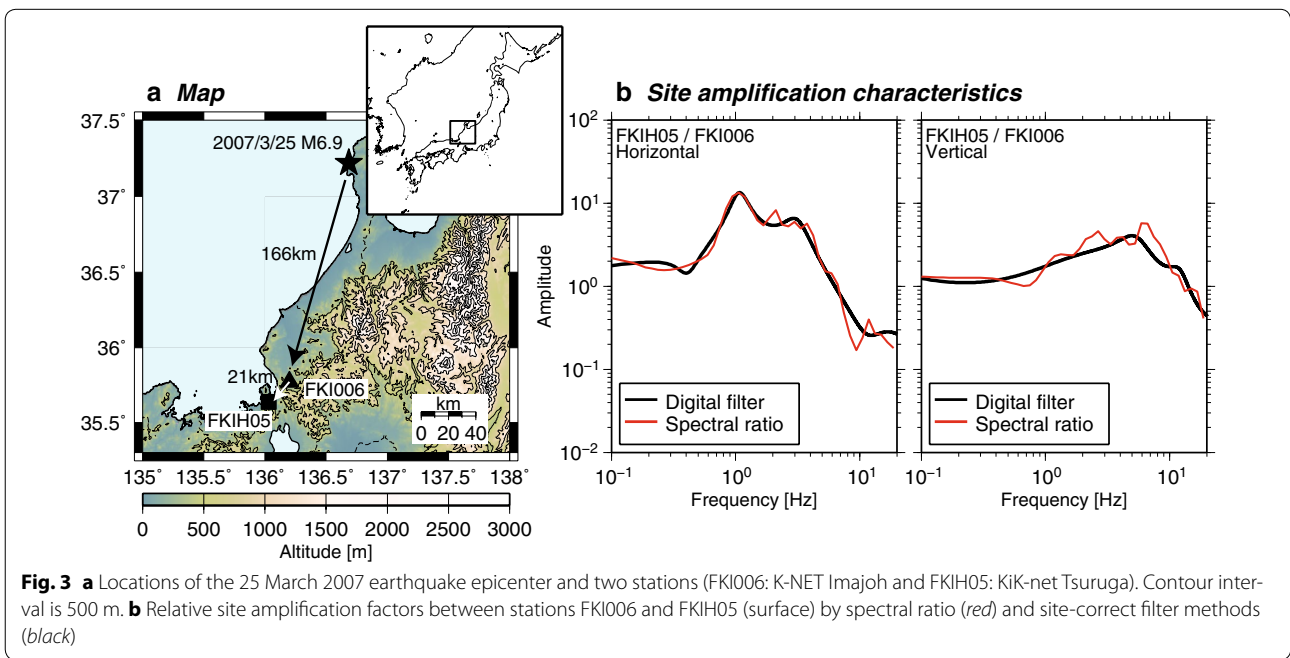 a Map
37.5˚
37˚
36.5˚
36˚
35.5˚
2007/3/25 M6.9
166km
21km
FKI006
FKIH05
km
0 20 40
135˚ 135.5˚ 136˚ 136.5˚ 137˚ 137.5˚ 138˚
0 500 1000 1500 2000 2500 3000
Altitude [m]
b Site amplification characteristics
Amplitude
10²
10¹
10⁰
10⁻¹
10⁻²
FKIH05 / FKI006
Horizontal
Digital filter
Spectral ratio
10⁻¹ 10⁰ 10¹
Frequency [Hz]
FKIH05 / FKI006
Vertical
Digital filter
Spectral ratio
10⁻¹ 10⁰ 10¹
Frequency [Hz]
Fig. 3 a Locations of the 25 March 2007 earthquake epicenter and two stations (FKI006: K-NET Imajoh and FKIH05: KiK-net Tsuruga). Contour inter-
val is 500 m. b Relative site amplification factors between stations FKI006 and FKIH05 (surface) by spectral ratio (red) and site-correct filter methods
(black)